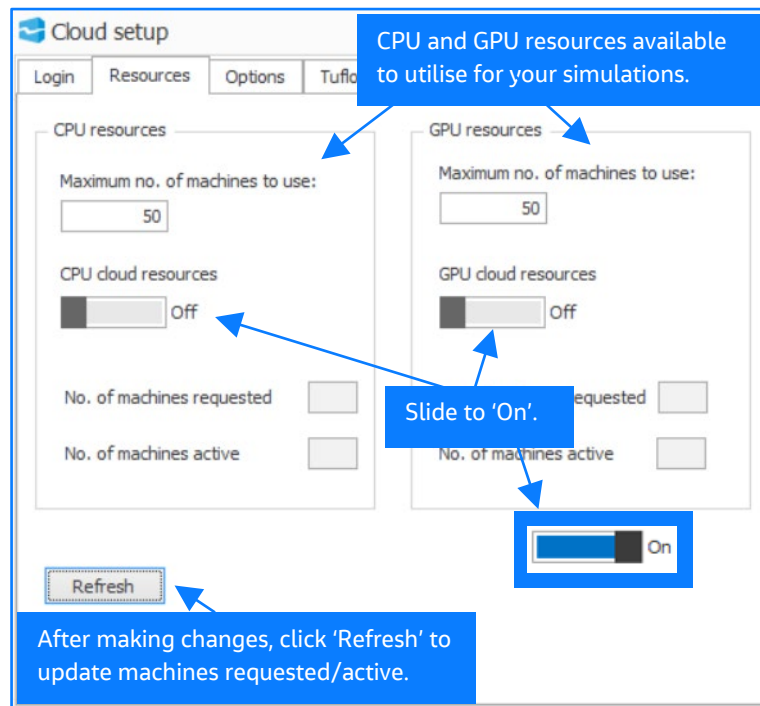 Cloud setup
CPU and GPU resources available
to utilise for your simulations.
Login
Resources
Options
Tuflo
CPU resources
Maximum no. of machines to use:
50
CPU cloud resources
Off
No. of machines requested
No. of machines active
GPU resources
Maximum no. of machines to use:
50
GPU cloud resources
Off
Slide to ‘On’.
equested
No. of machines active
On
Refresh
After making changes, click ‘Refresh’ to
update machines requested/active.